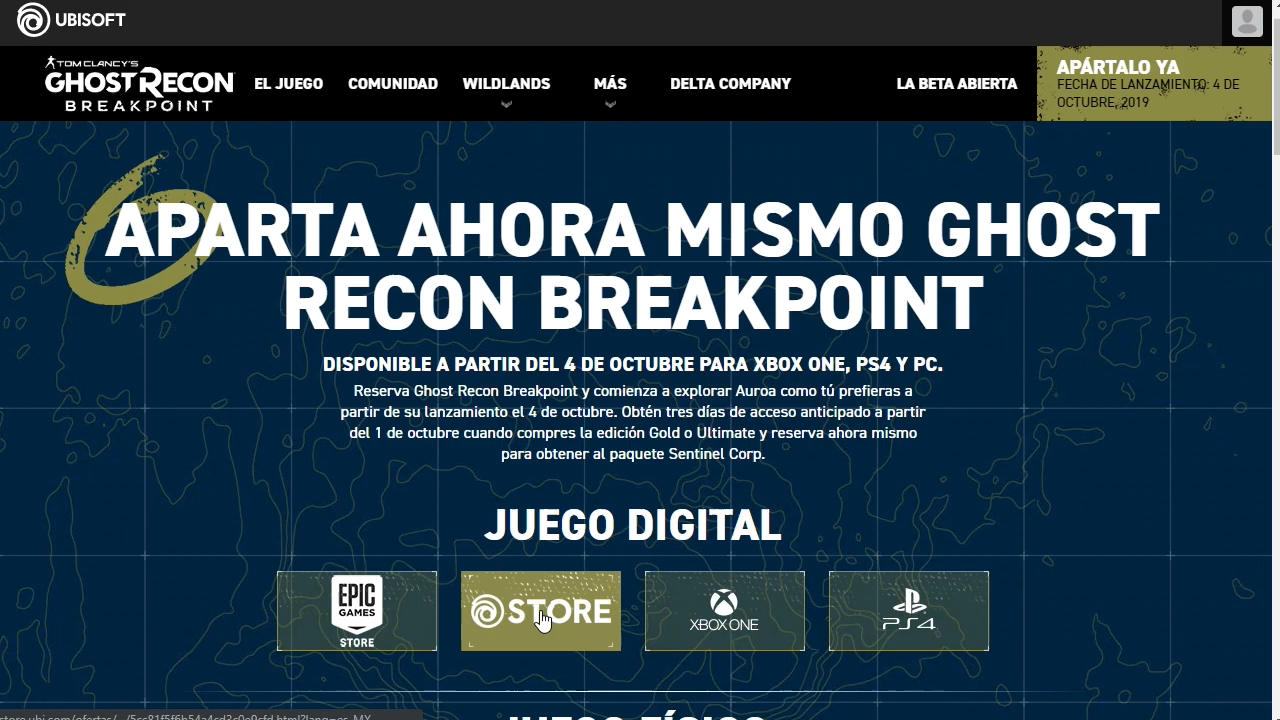 UBISOFT
TOM CLANCY'S
GHOST RECON
BREAKPOINT
EL JUEGO
COMUNIDAD
WILDLANDS
MÁS
DELTA COMPANY
LA BETA ABIERTA
APÁRTALO YA
FECHA DE LANZAMIENTO: 4 DE
OCTUBRE, 2019
APARTA AHORA MISMO GHOST
RECON BREAKPOINT
DISPONIBLE A PARTIR DEL 4 DE OCTUBRE PARA XBOX ONE, PS4 Y PC.
Reserva Ghost Recon Breakpoint y comienza a explorar Auroa como tú prefieras a
partir de su lanzamiento el 4 de octubre. Obtén tres días de acceso anticipado a partir
del 1 de octubre cuando compres la edición Gold o Ultimate y reserva ahora mismo
para obtener al paquete Sentinel Corp.
JUEGO DIGITAL
EPIC
GAMES
STORE
STORE
XBOX ONE
PS4
JUEGO FÍSICO